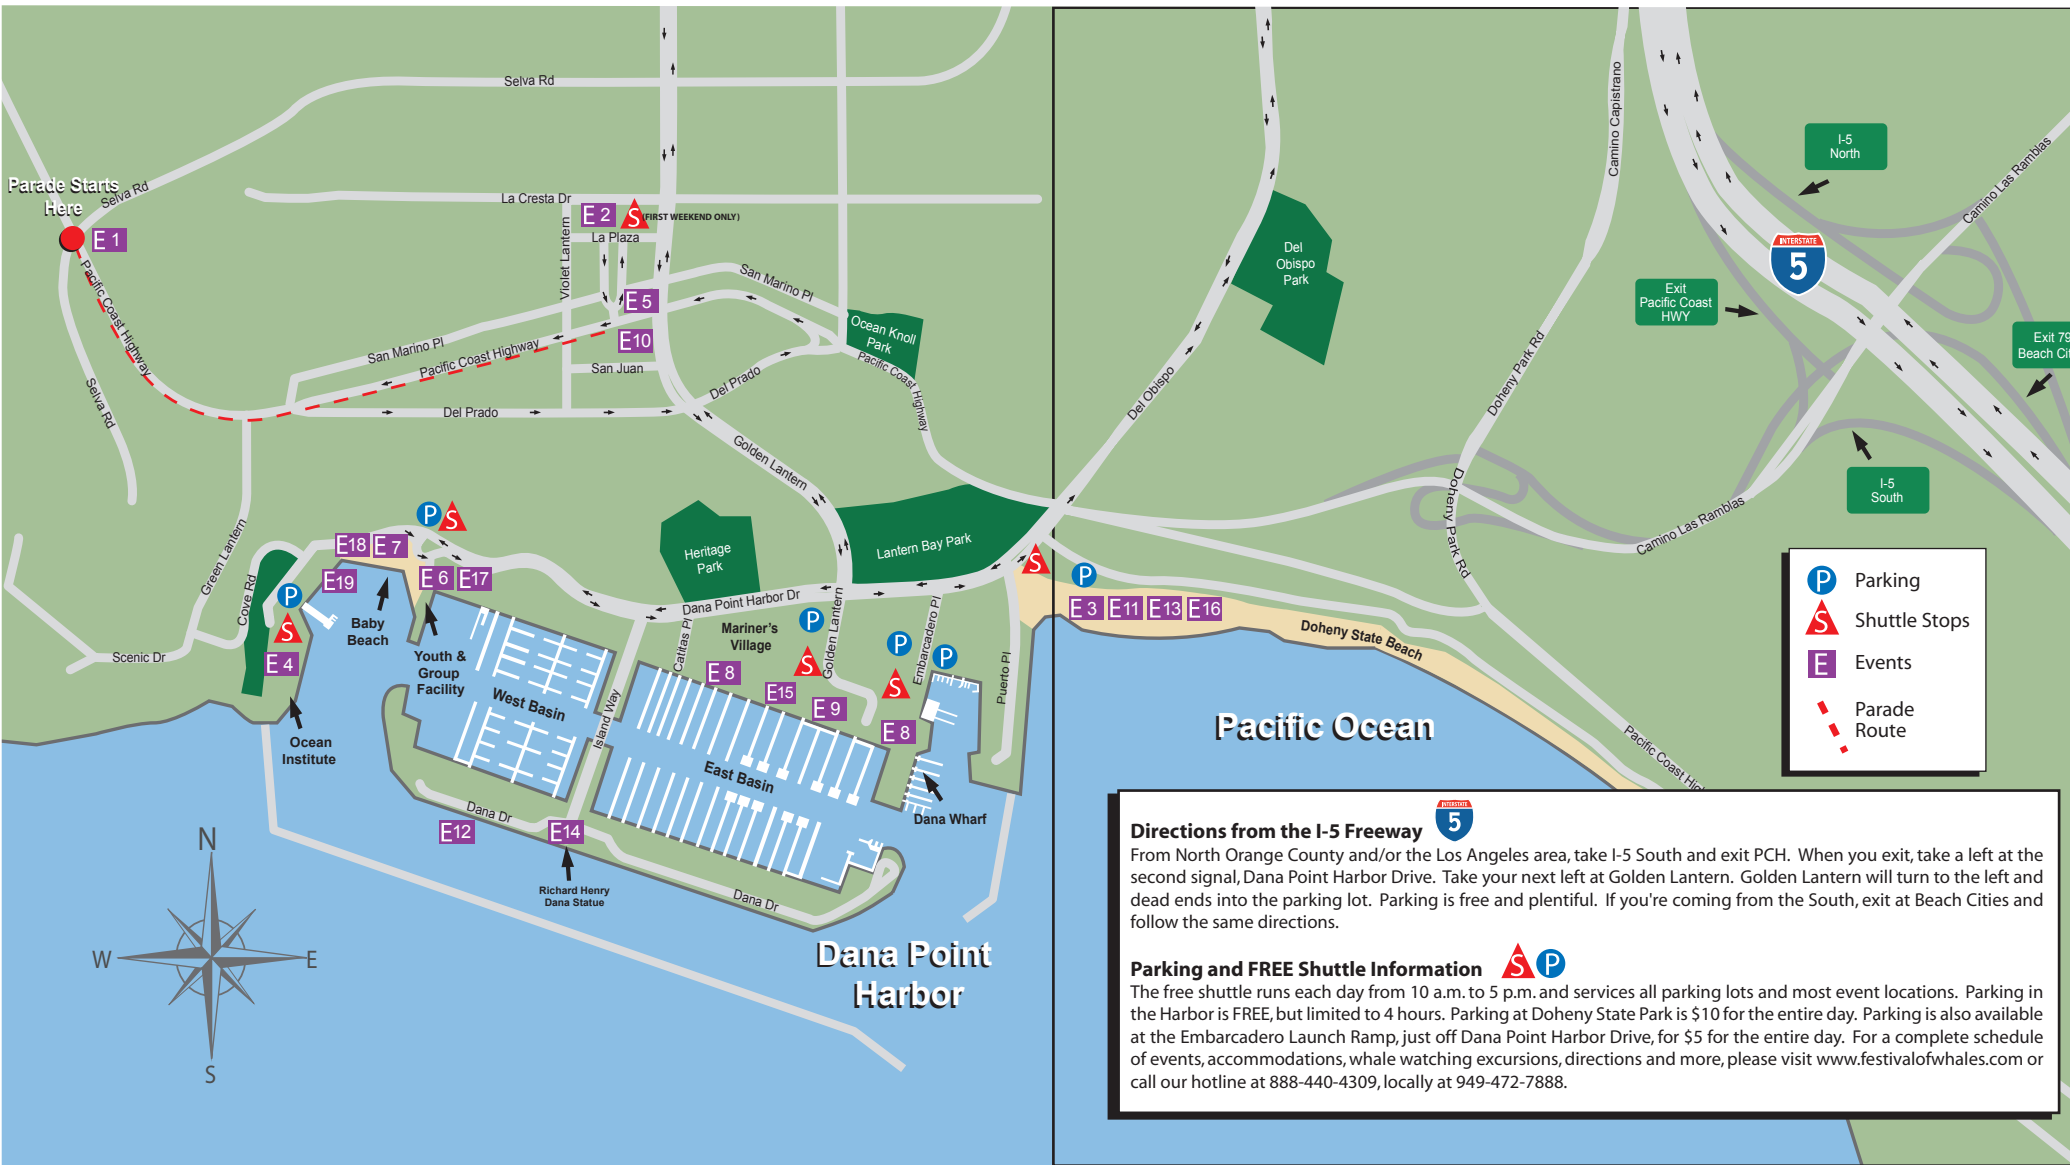 Selva Rd
Camino Capistrano
I-5
North
Camino Las Ramblas
Parade Starts
Here
Selva Rd
E 1
La Cresta Dr
E 2
S
(FIRST WEEKEND ONLY)
La Plaza
Violet Lantern
San Marino Pl
E 5
E10
San Juan
Pacific Coast Highway
San Marino Pl
Pacific Coast Highway
Del Prado
Del Prado
Selva Rd
Ocean Knoll
Park
Pacific Coast Highway
Del
Obispo
Park
Del Obispo
INTERSTATE
5
Exit
Pacific Coast
HWY
Exit 79
Beach Cit
Doheny Park Rd
I-5
South
Golden Lantern
Doheny Park Rd
Camino Las Ramblas
P
S
E18
E 7
E19
E 6
E17
Green Lantern
Cove Rd
P
S
E 4
Scenic Dr
Baby
Beach
Youth &
Group
Facility
Ocean
Institute
Heritage
Park
Lantern Bay Park
Dana Point Harbor Dr
Mariner's
Village
Catitas Pl
P
S
Golden Lantern
Embarcadero Pl
P
P
S
Puerto Pl
S
P
E 3
E11
E13
E16
Doheny State Beach
E 8
E15
E 9
E 8
West Basin
Island Way
East Basin
Dana Wharf
Dana Dr
E12
E14
Richard Henry
Dana Statue
Dana Dr
Pacific Ocean
Pacific Coast Hig
Dana Point
Harbor
N
W
E
S
P
Parking
S
Shuttle Stops
E
Events
Parade
Route
Directions from the I-5 Freeway
INTERSTATE
5
From North Orange County and/or the Los Angeles area, take I-5 South and exit PCH. When you exit, take a left at the
second signal, Dana Point Harbor Drive. Take your next left at Golden Lantern. Golden Lantern will turn to the left and
dead ends into the parking lot. Parking is free and plentiful. If you're coming from the South, exit at Beach Cities and
follow the same directions.
Parking and FREE Shuttle Information
S
P
The free shuttle runs each day from 10 a.m. to 5 p.m. and services all parking lots and most event locations. Parking in
the Harbor is FREE, but limited to 4 hours. Parking at Doheny State Park is $10 for the entire day. Parking is also available
at the Embarcadero Launch Ramp, just off Dana Point Harbor Drive, for $5 for the entire day. For a complete schedule
of events, accommodations, whale watching excursions, directions and more, please visit www.festivalofwhales.com or
call our hotline at 888-440-4309, locally at 949-472-7888.